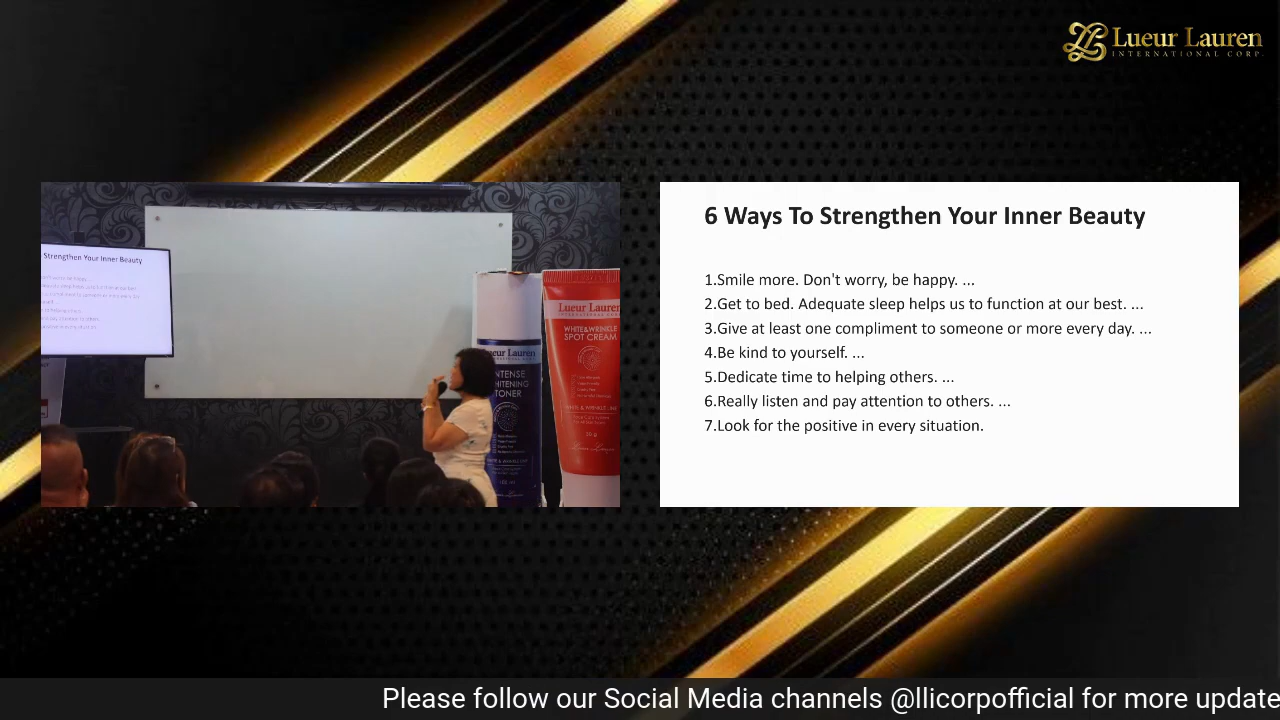 Lueur Lauren
INTERNATIONAL CORP.
Strengthen Your Inner Beauty
Lueur Lauren
WHITE&WRINKLE
SPOT CREAM
ueur Lauren
NTENSE
HITENING
TONER
6 Ways To Strengthen Your Inner Beauty
1.Smile more. Don't worry, be happy. ...
2.Get to bed. Adequate sleep helps us to function at our best. ...
3.Give at least one compliment to someone or more every day. ...
4.Be kind to yourself. ...
5.Dedicate time to helping others. ...
6.Really listen and pay attention to others. ...
7.Look for the positive in every situation.
Please follow our Social Media channels @llicorpofficial for more update